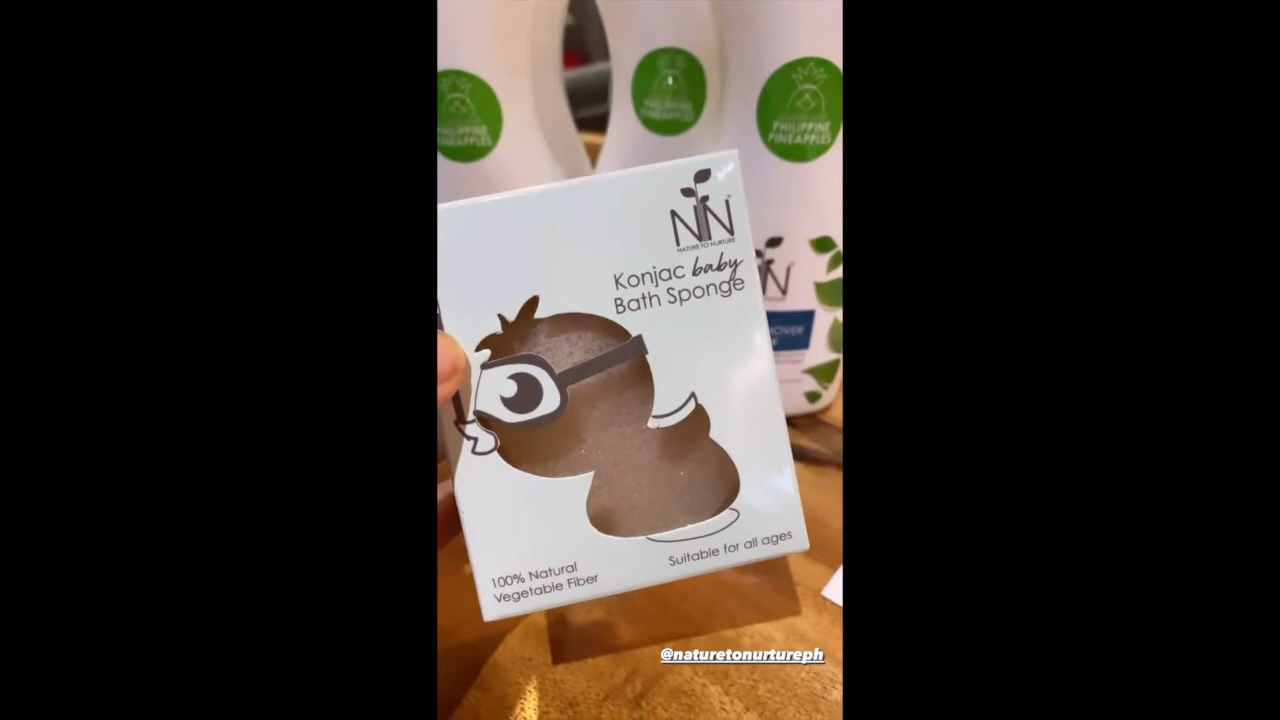 PHILIPPINE
PINEAPPLES
PHILIPPINE
PINEAPPLES
PHILIPPINE
PINEAPPLES
NN
NATURE TO NURTURE
Konjac baby
Bath Sponge
N
100% Natural
Vegetable Fiber
Suitable for all ages
@naturetonurtureph